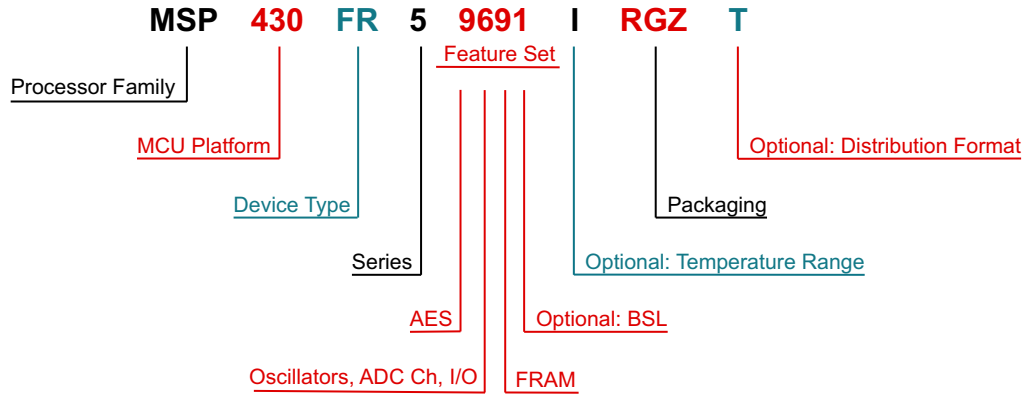 MSP 430 FR 5 9691 I RGZ T
Feature Set
Processor Family
MCU Platform
Optional: Distribution Format
Device Type
Packaging
Series
Optional: Temperature Range
AES
Optional: BSL
Oscillators, ADC Ch, I/O
FRAM